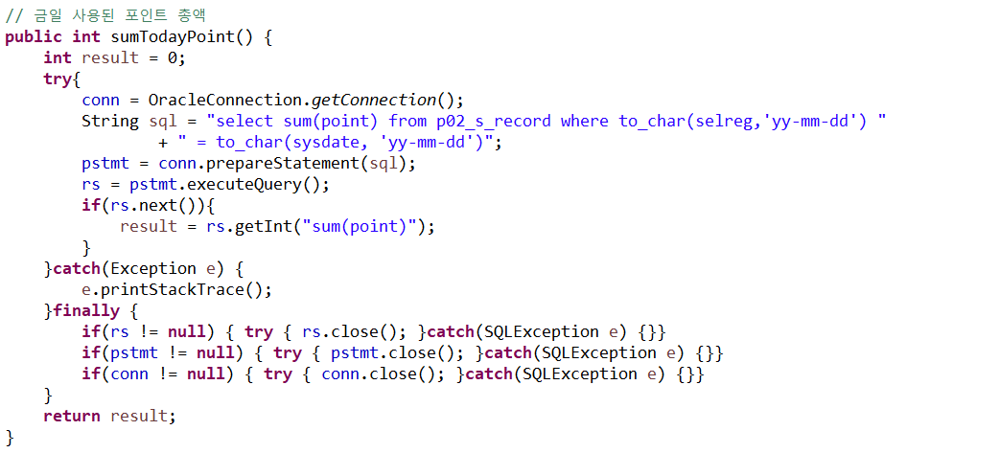 // 금일 사용된 포인트 총액
public int sumTodayPoint() {
    int result = 0;
    try{
        conn = OracleConnection.getConnection();
        String sql = "select sum(point) from p02_s_record where to_char(selreg,'yy-mm-dd') "
                + " = to_char(sysdate, 'yy-mm-dd')";
        pstmt = conn.prepareStatement(sql);
        rs = pstmt.executeQuery();
        if(rs.next()){
            result = rs.getInt("sum(point)");
        }
    }catch(Exception e) {
        e.printStackTrace();
    }finally {
        if(rs != null) { try { rs.close(); }catch(SQLException e) {}}
        if(pstmt != null) { try { pstmt.close(); }catch(SQLException e) {}}
        if(conn != null) { try { conn.close(); }catch(SQLException e) {}}
    }
    return result;
}